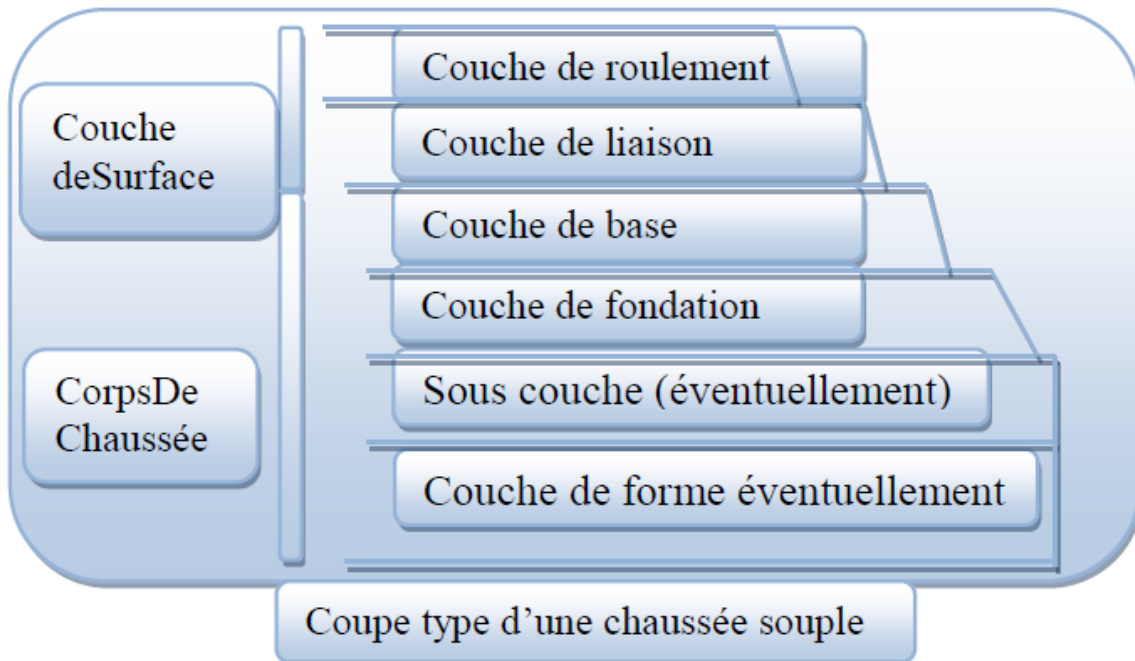 Couche de roulement
Couche
deSurface
Couche de liaison
Couche de base
Couche de fondation
CorpsDe
Chaussée
Sous couche (éventuellement)
Couche de forme éventuellement
Coupe type d’une chaussée souple